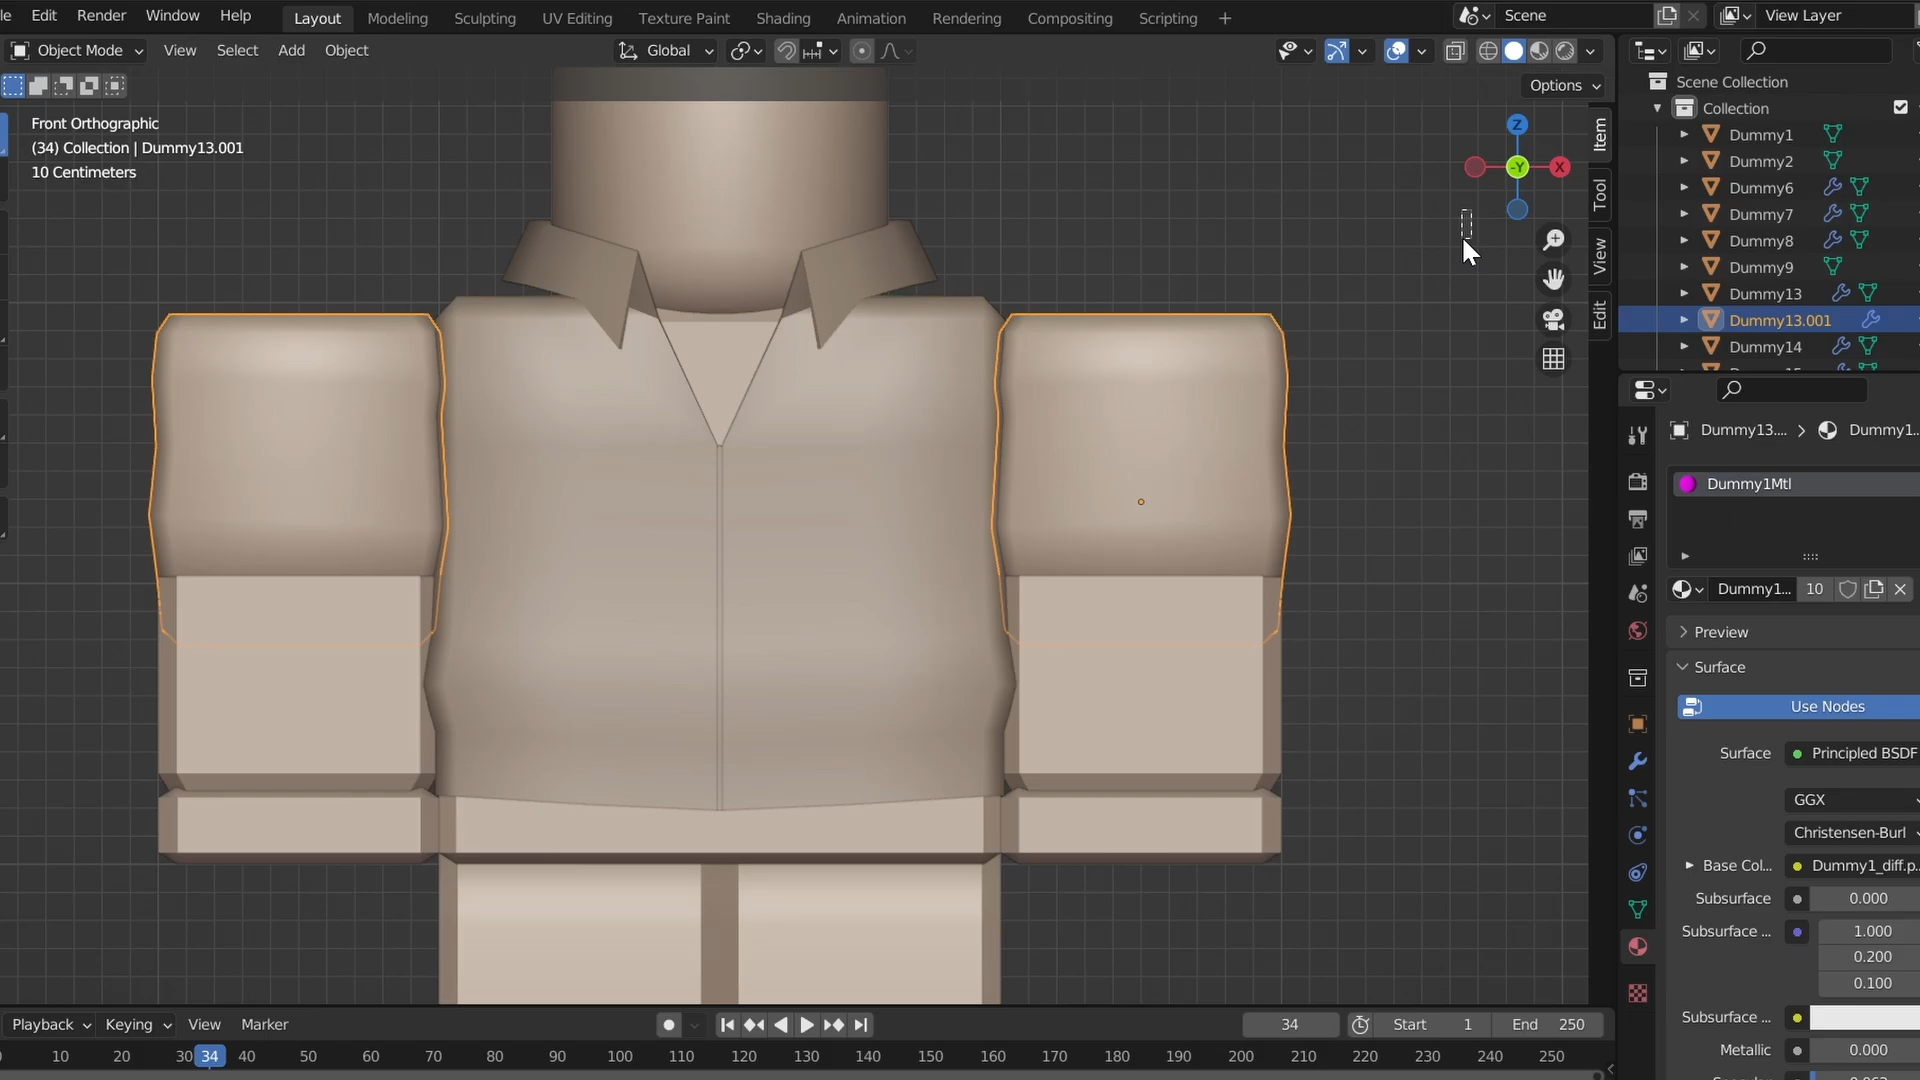 Edit Render Window Help Layout Modeling Sculpting UV Editing Texture Paint Shading Animation Rendering Compositing Scripting + Scene View Layer
Object Mode View Select Add Object Global
Options
Front Orthographic
(34) Collection | Dummy13.001
10 Centimeters
Z
-Y
X
Item
Tool
View
Edit
Scene Collection
Collection
Dummy1
Dummy2
Dummy6
Dummy7
Dummy8
Dummy9
Dummy13
Dummy13.001
Dummy14
Dummy13.... > Dummy1..
Dummy1Mtl
Dummy1... 10
Preview
Surface
Use Nodes
Surface Principled BSDF
GGX
Christensen-Burl
Base Col... Dummy1_diff.p..
Subsurface 0.000
Subsurface ... 1.000
0.200
0.100
Subsurface ...
Metallic 0.000
Playback Keying View Marker 34 Start 1 End 250
0 10 20 30 34 40 50 60 70 80 90 100 110 120 130 140 150 160 170 180 190 200 210 220 230 240 250